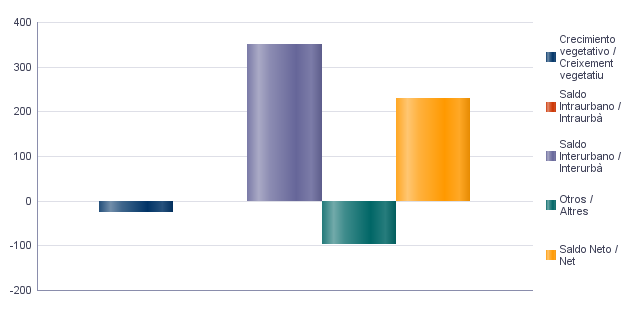 400
300
200
100
0
-100
-200
Crecimiento
vegetativo /
Creixement
vegetatiu
Saldo
Intraurbano /
Intraurbà
Saldo
Interurbano /
Interurbà
Otros /
Altres
Saldo Neto /
Net